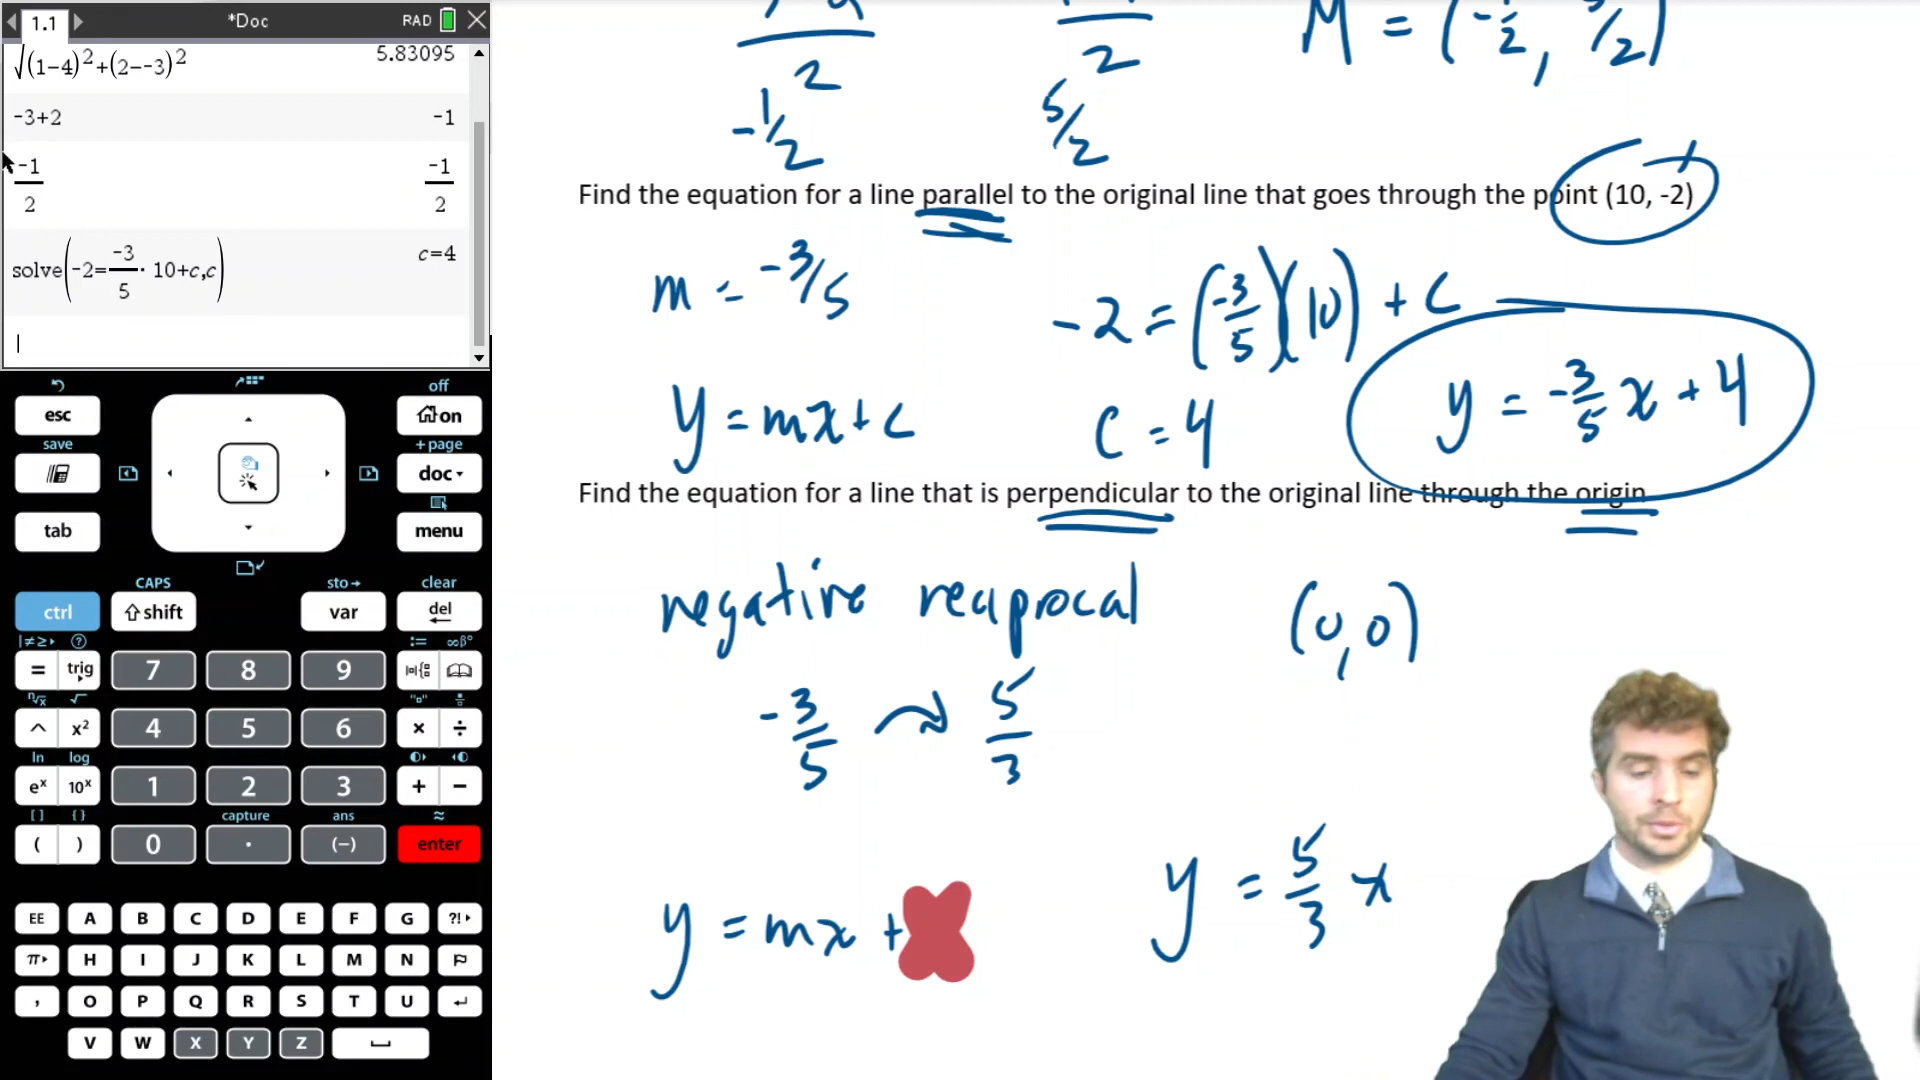 1.1 *Doc RAD
√(1-4)²+(2--3)² 5.83095
-3+2 -1
-1/2 -1/2
solve(-2=-3/5·10+c,c) c=4
off
esc on
save + page
doc
tab menu
CAPS sto→ clear
ctrl shift var del
|≠≥▸ ? := ∞β°
= trig 7 8 9
ⁿ√x √
^ x² 4 5 6 × ÷
ln log
eˣ 10ˣ 1 2 3 + −
[] {} capture ans ≈
( ) 0 . (−) enter
EE A B C D E F G ?!▸
π▸ H I J K L M N
, O P Q R S T U
V W X Y Z
2 2 M = (-1/2, 5/2)
-1/2 5/2
Find the equation for a line parallel to the original line that goes through the point (10, -2)
m = -3/5 -2 = (-3/5)(10) + c
y = mx + c c = 4 y = -3/5 x + 4
Find the equation for a line that is perpendicular to the original line through the origin
negative reciprocal (0,0)
-3/5 → 5/3
y = mx + y = 5/3 x